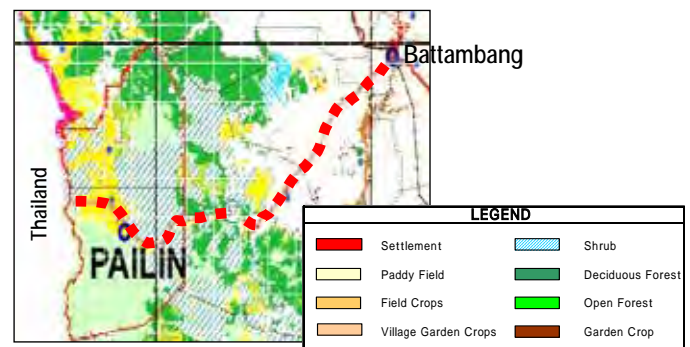 Battambang
Thailand
PAILIN
LEGEND
Settlement
Shrub
Paddy Field
Deciduous Forest
Field Crops
Open Forest
Village Garden Crops
Garden Crop